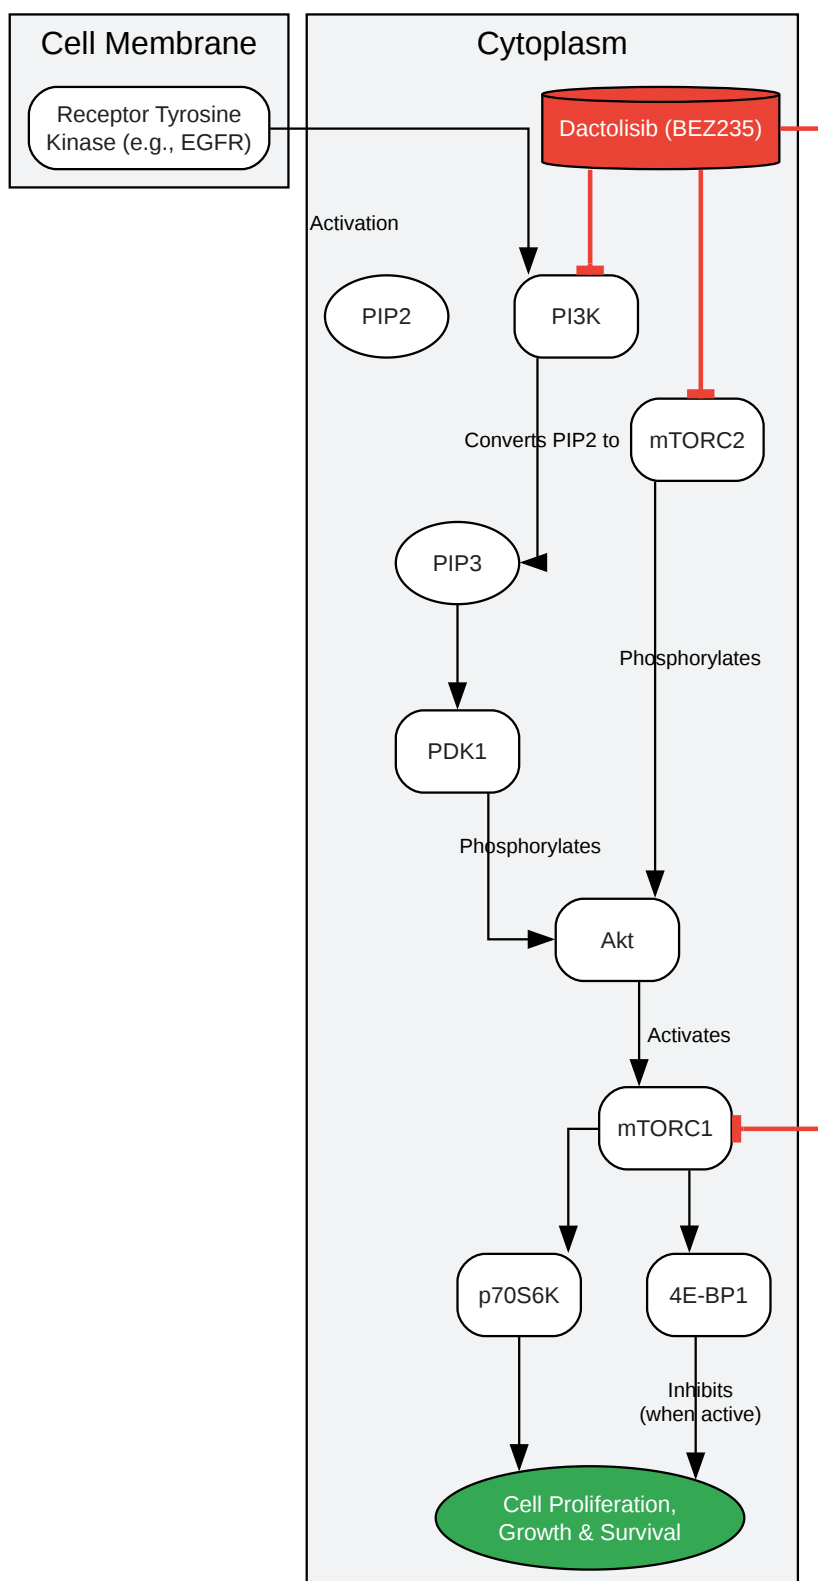 Cell Membrane
Cytoplasm
Receptor Tyrosine
Kinase (e.g., EGFR)
Dactolisib (BEZ235)
Activation
PIP2
PI3K
Converts PIP2 to
mTORC2
PIP3
Phosphorylates
PDK1
Phosphorylates
Akt
Activates
mTORC1
p70S6K
4E-BP1
Inhibits
(when active)
Cell Proliferation,
Growth & Survival